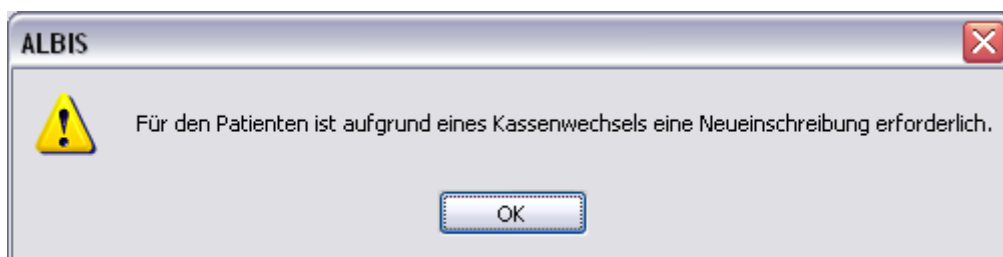 ALBIS
Für den Patienten ist aufgrund eines Kassenwechsels eine Neueinschreibung erforderlich.
OK